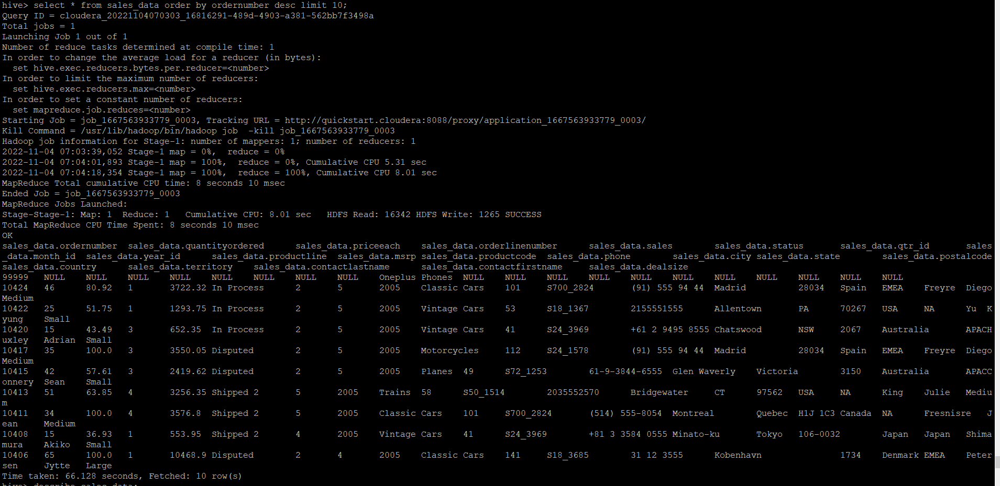 hive> select * from sales_data order by ordernumber desc limit 10;
Query ID = cloudera_20221104070303_16816291-489d-4903-a381-562bb7f3498a
Total jobs = 1
Launching Job 1 out of 1
Number of reduce tasks determined at compile time: 1
In order to change the average load for a reducer (in bytes):
  set hive.exec.reducers.bytes.per.reducer=<number>
In order to limit the maximum number of reducers:
  set hive.exec.reducers.max=<number>
In order to set a constant number of reducers:
  set mapreduce.job.reduces=<number>
Starting Job = job_1667563933779_0003, Tracking URL = http://quickstart.cloudera:8088/proxy/application_1667563933779_0003/
Kill Command = /usr/lib/hadoop/bin/hadoop job  -kill job_1667563933779_0003
Hadoop job information for Stage-1: number of mappers: 1; number of reducers: 1
2022-11-04 07:03:39,052 Stage-1 map = 0%,  reduce = 0%
2022-11-04 07:04:01,893 Stage-1 map = 100%,  reduce = 0%, Cumulative CPU 5.31 sec
2022-11-04 07:04:18,354 Stage-1 map = 100%,  reduce = 100%, Cumulative CPU 8.01 sec
MapReduce Total cumulative CPU time: 8 seconds 10 msec
Ended Job = job_1667563933779_0003
MapReduce Jobs Launched:
Stage-Stage-1: Map: 1  Reduce: 1   Cumulative CPU: 8.01 sec   HDFS Read: 16342 HDFS Write: 1265 SUCCESS
Total MapReduce CPU Time Spent: 8 seconds 10 msec
OK
sales_data.ordernumber  sales_data.quantityordered      sales_data.priceeach    sales_data.orderlinenumber      sales_data.sales        sales_data.status       sales_data.qtr_id       sales
_data.month_id  sales_data.year_id      sales_data.productline  sales_data.msrp sales_data.productcode  sales_data.phone        sales_data.city sales_data.state        sales_data.postalcode
sales_data.country      sales_data.territory    sales_data.contactlastname      sales_data.contactfirstname     sales_data.dealsize
99999   NULL    NULL    NULL    NULL    NULL    NULL    NULL    NULL    Oneplus Phones  NULL    NULL    NULL    NULL    NULL    NULL    NULL    NULL    NULL    NULL    NULL
10424   46      80.92   1       3722.32 In Process      2       5       2005    Classic Cars    101     S700_2824       (91) 555 94 44  Madrid          28034   Spain   EMEA    Freyre  Diego
Medium
10422   25      51.75   1       1293.75 In Process      2       5       2005    Vintage Cars    53      S18_1367        2155551555      Allentown       PA      70267   USA     NA      Yu  K
yung    Small
10420   15      43.49   3       652.35  In Process      2       5       2005    Vintage Cars    41      S24_3969        +61 2 9495 8555 Chatswood       NSW     2067    Australia       APACH
uxley   Adrian  Small
10417   35      100.0   3       3550.05 Disputed        2       5       2005    Motorcycles     112     S24_1578        (91) 555 94 44  Madrid          28034   Spain   EMEA    Freyre  Diego
Medium
10415   42      57.61   3       2419.62 Disputed        2       5       2005    Planes  49      S72_1253        61-9-3844-6555  Glen Waverly    Victoria        3150    Australia       APACC
onnery  Sean    Small
10413   51      63.85   4       3256.35 Shipped 2       5       2005    Trains  58      S50_1514        2035552570      Bridgewater     CT      97562   USA     NA      King    Julie   Mediu
m
10411   34      100.0   4       3576.8  Shipped 2       5       2005    Classic Cars    101     S700_2824       (514) 555-8054  Montreal        Quebec  H1J 1C3 Canada  NA      Fresnisre   J
ean     Medium
10408   15      36.93   1       553.95  Shipped 2       4       2005    Vintage Cars    41      S24_3969        +81 3 3584 0555 Minato-ku       Tokyo   106-0032        Japan   Japan   Shima
mura    Akiko   Small
10406   65      100.0   1       10468.9 Disputed        2       4       2005    Classic Cars    141     S18_3685        31 12 3555      Kobenhavn               1734    Denmark EMEA    Peter
sen     Jytte   Large
Time taken: 66.128 seconds, Fetched: 10 row(s)
hive> describe sales_data;